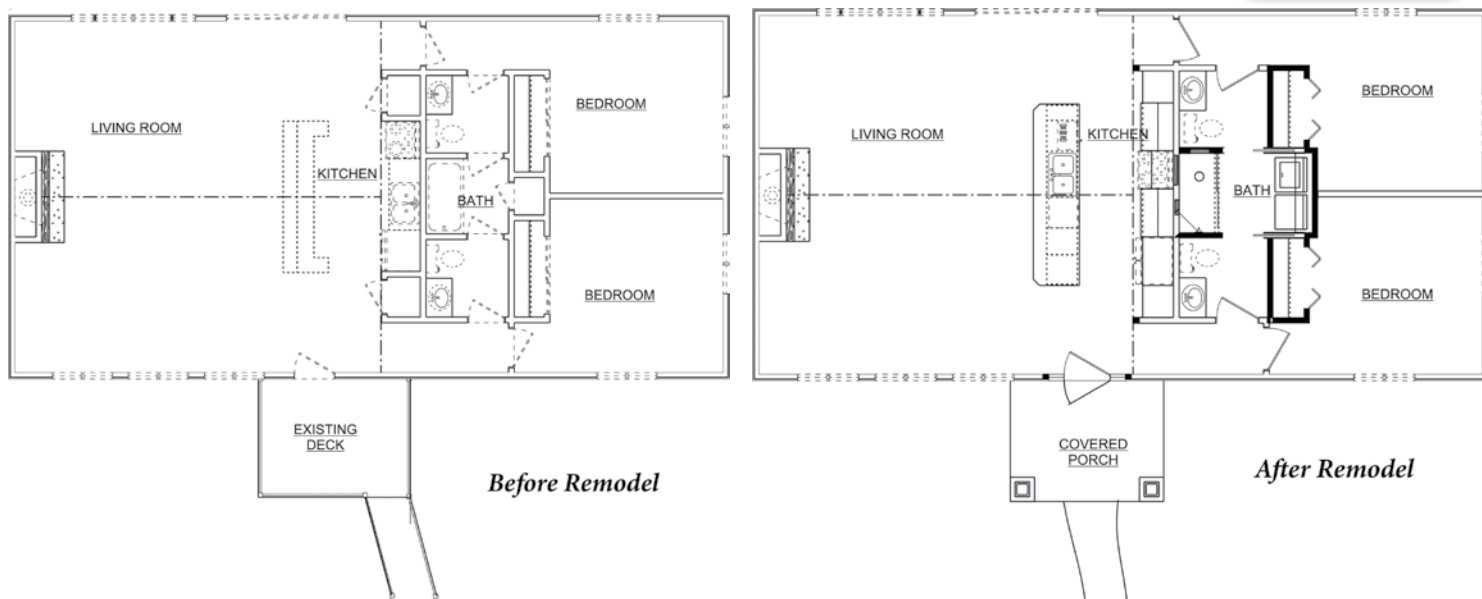 LIVING ROOM
KITCHEN
BATH
BEDROOM
BEDROOM
EXISTING
DECK
Before Remodel
LIVING ROOM
KITCHEN
BATH
BEDROOM
BEDROOM
COVERED
PORCH
After Remodel